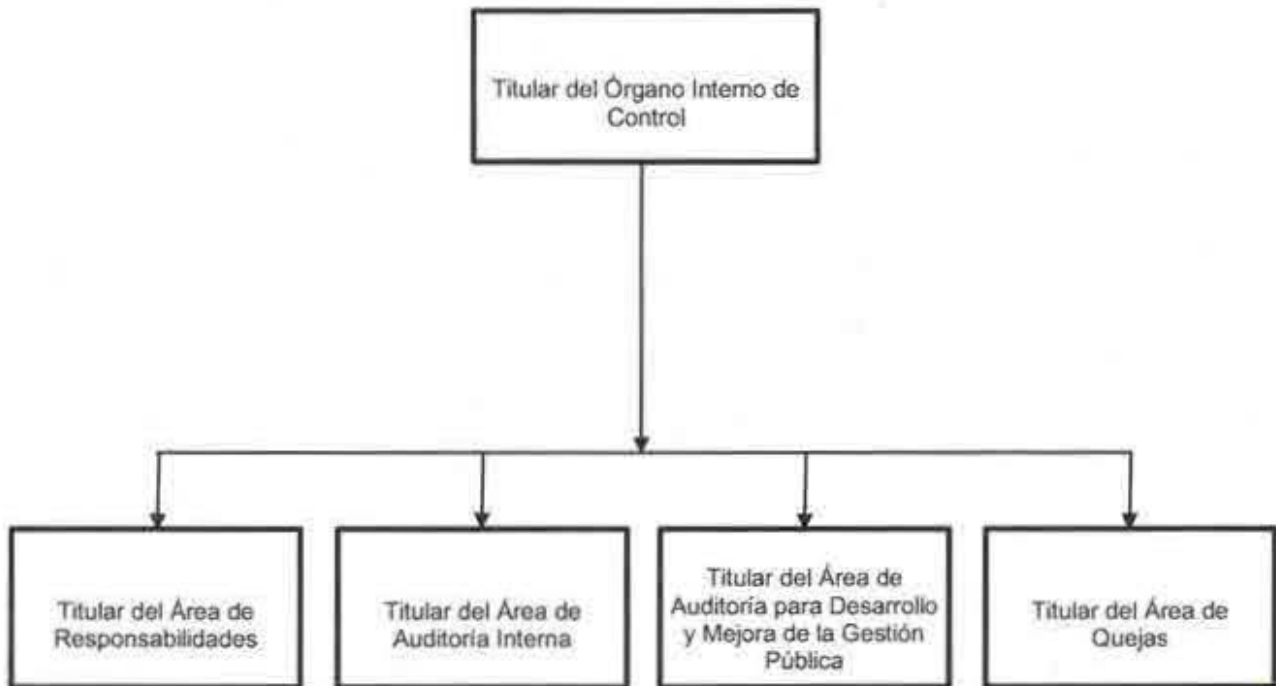 Titular del Órgano Interno de
Control
Titular del Área de
Responsabilidades
Titular del Área de
Auditoría Interna
Titular del Área de
Auditoría para Desarrollo
y Mejora de la Gestión
Pública
Titular del Área de
Quejas